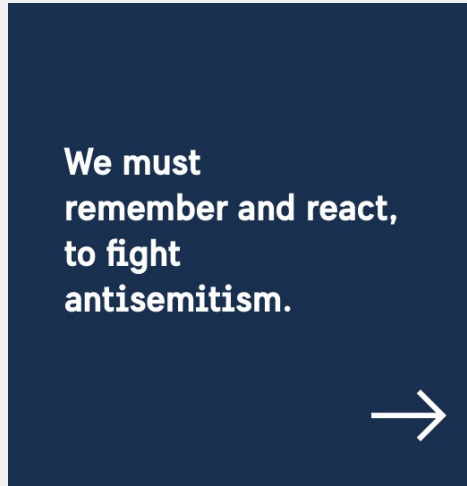 We must
remember and react,
to fight
antisemitism.